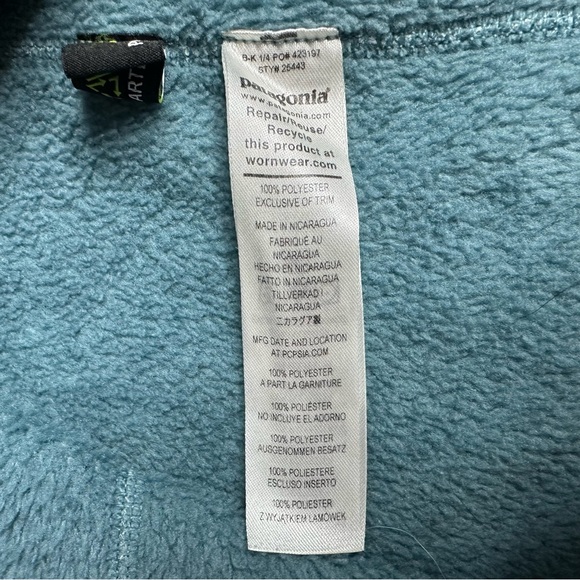 B-K 1/4 PO# 423197
STY# 25443
patagonia
www.patagonia.com
Repair/Reuse/
Recycle
this product at
wornwear.com
100% POLYESTER
EXCLUSIVE OF TRIM
MADE IN NICARAGUA
FABRIQUÉ AU
NICARAGUA
HECHO EN NICARAGUA
FATTO IN NICARAGUA
TILLVERKAD I
NICARAGUA
ニカラグア製
MFG DATE AND LOCATION
AT PCPSIA.COM
100% POLYESTER
A PART LA GARNITURE
100% POLIÉSTER
NO INCLUYE EL ADORNO
100% POLYESTER
AUSGENOMMEN BESATZ
100% POLIESTERE
ESCLUSO INSERTO
100% POLIESTER
Z WYJĄTKIEM LAMÓWEK